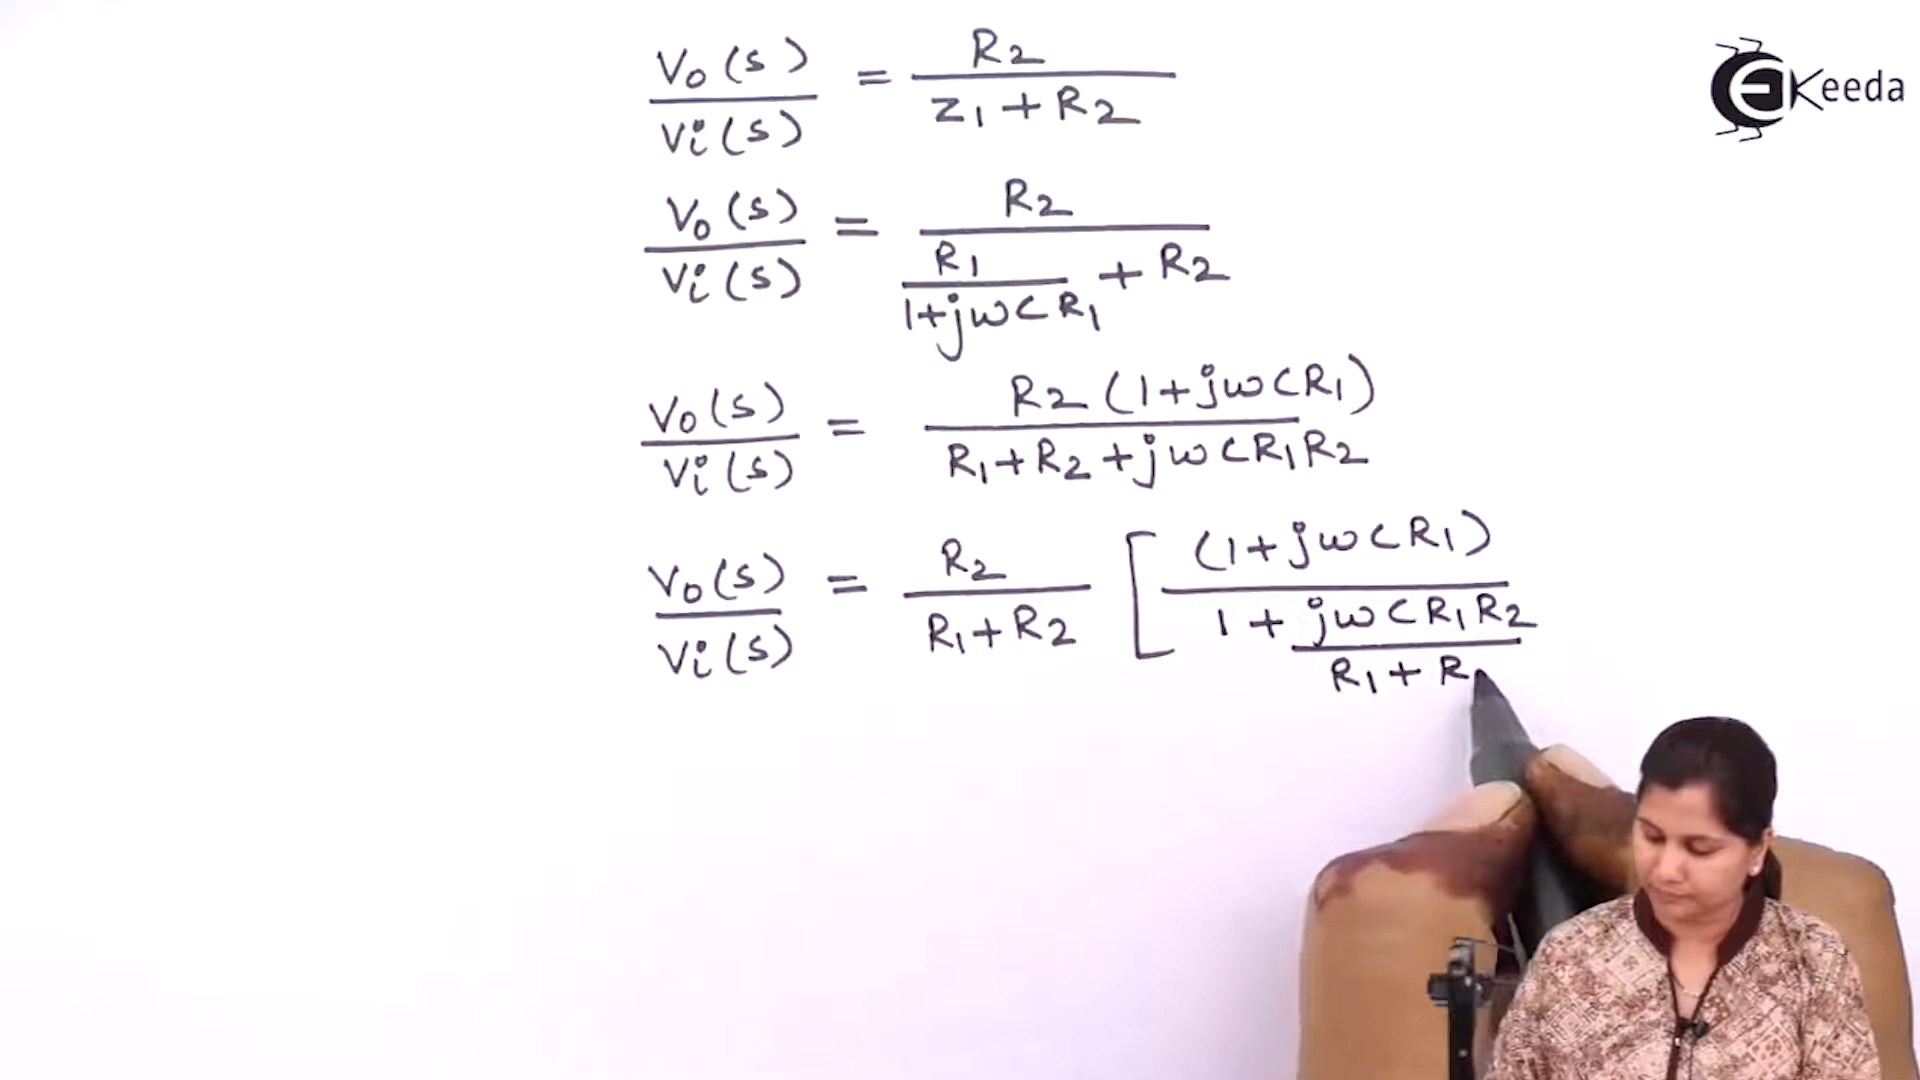 EKeeda
Vo(s)/Vi(s) = R2/(Z1+R2)
Vo(s)/Vi(s) = R2/(R1/(1+jωCR1) + R2)
Vo(s)/Vi(s) = R2(1+jωCR1)/(R1+R2+jωCR1R2)
Vo(s)/Vi(s) = R2/(R1+R2) [(1+jωCR1)/(1+jωCR1R2/(R1+R